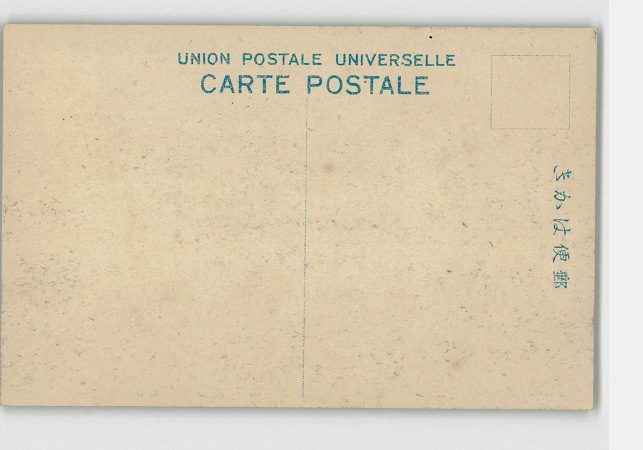 UNION POSTALE UNIVERSELLE
CARTE POSTALE
郵便はかき